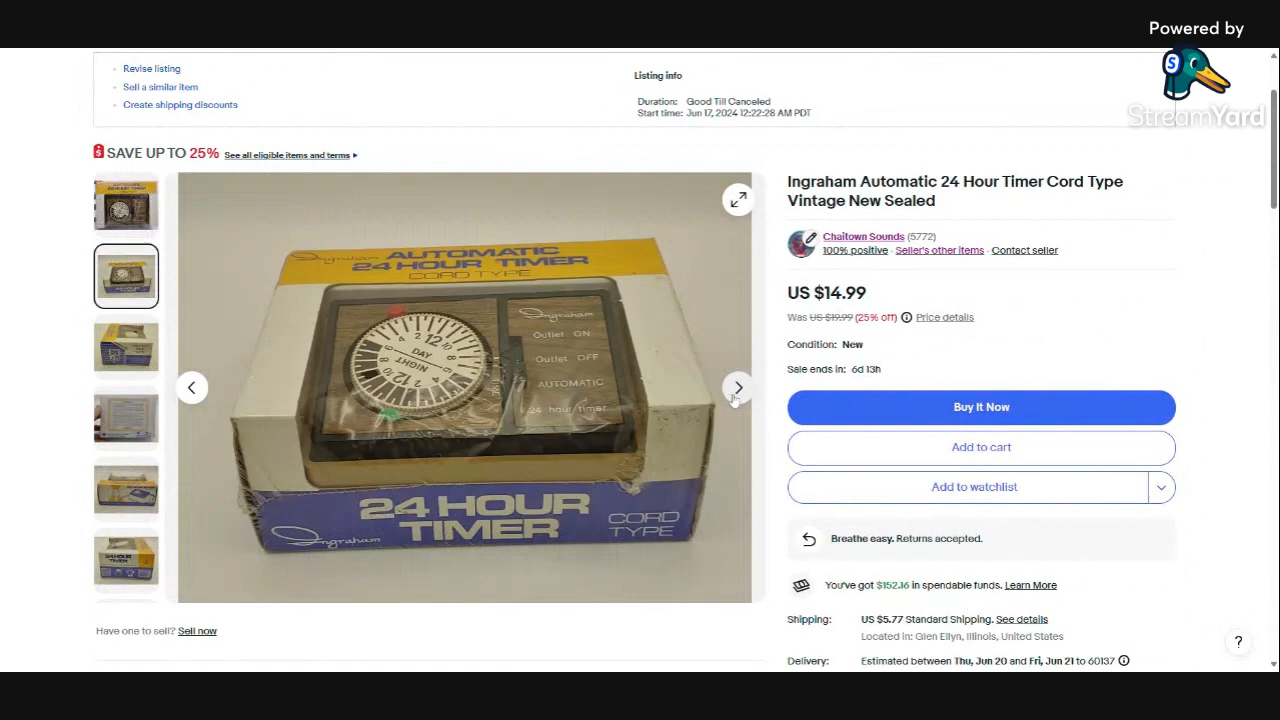 Powered by
StreamYard
Revise listing
Sell a similar item
Create shipping discounts
Listing info
Duration: Good Till Canceled
Start time: Jun 17, 2024 12:22:28 AM PDT
SAVE UP TO 25% See all eligible items and terms
Ingraham AUTOMATIC
24 HOUR TIMER
CORD TYPE
Ingraham
Outlet ON
Outlet OFF
AUTOMATIC
24 hour timer
DAY
NIGHT
24 HOUR
TIMER
Ingraham
CORD
TYPE
Have one to sell? Sell now
Ingraham Automatic 24 Hour Timer Cord Type
Vintage New Sealed
Chaitown Sounds (5772)
100% positive · Seller's other items · Contact seller
US $14.99
Was US $19.99 (25% off) Price details
Condition: New
Sale ends in: 6d 13h
Buy It Now
Add to cart
Add to watchlist
Breathe easy. Returns accepted.
You've got $152.16 in spendable funds. Learn More
Shipping: US $5.77 Standard Shipping. See details
Located in: Glen Ellyn, Illinois, United States
Delivery: Estimated between Thu, Jun 20 and Fri, Jun 21 to 60137
?